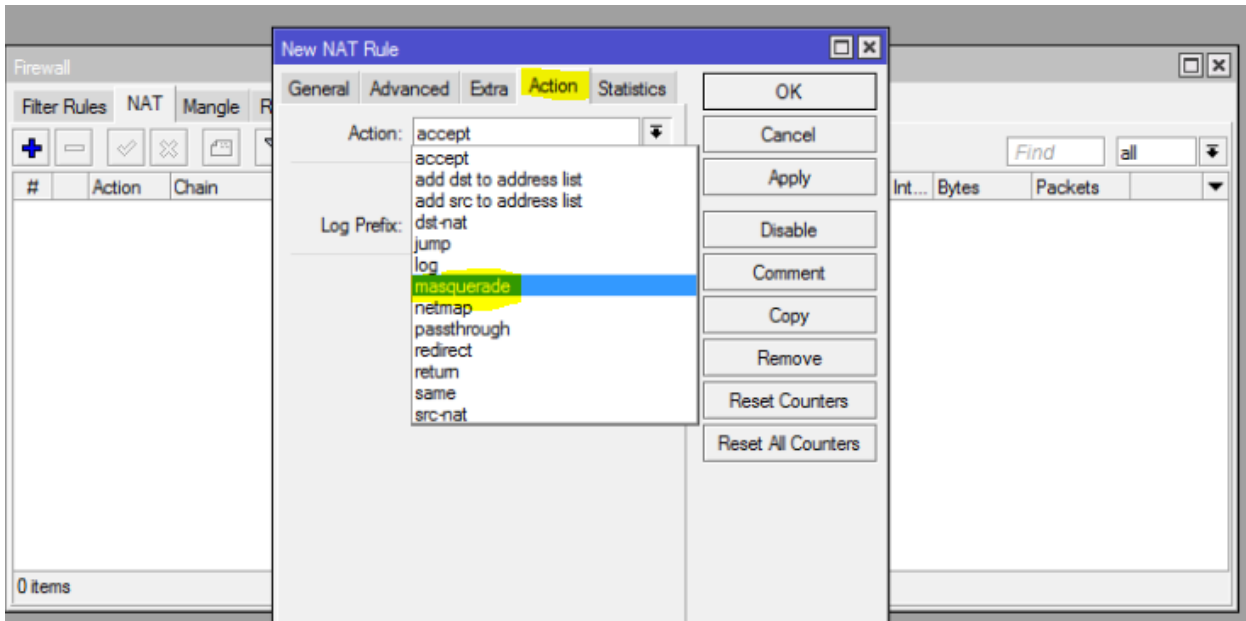 New NAT Rule
Firewall
General Advanced Extra Action Statistics
Filter Rules NAT Mangle R
OK
Action: accept
Cancel
Find all
accept
add dst to address list
add src to address list
Apply
# Action Chain Int... Bytes Packets
Log Prefix: dst-nat
Disable
jump
log
Comment
masquerade
netmap
Copy
passthrough
redirect
Remove
return
same
Reset Counters
src-nat
Reset All Counters
0 items